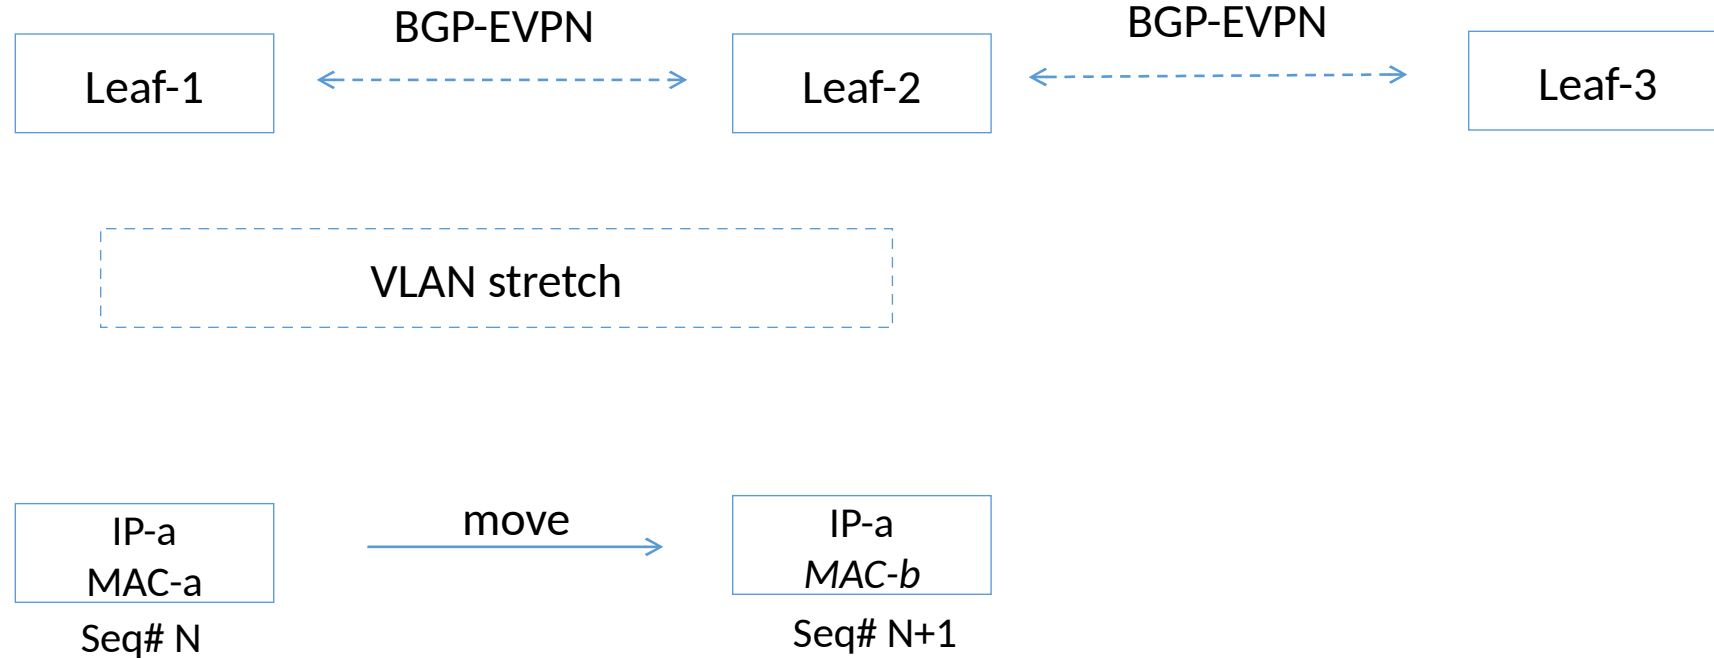 BGP-EVPN
BGP-EVPN
Leaf-1
Leaf-2
Leaf-3
VLAN stretch
IP-a
MAC-a
move
IP-a
MAC-b
Seq# N
Seq# N+1